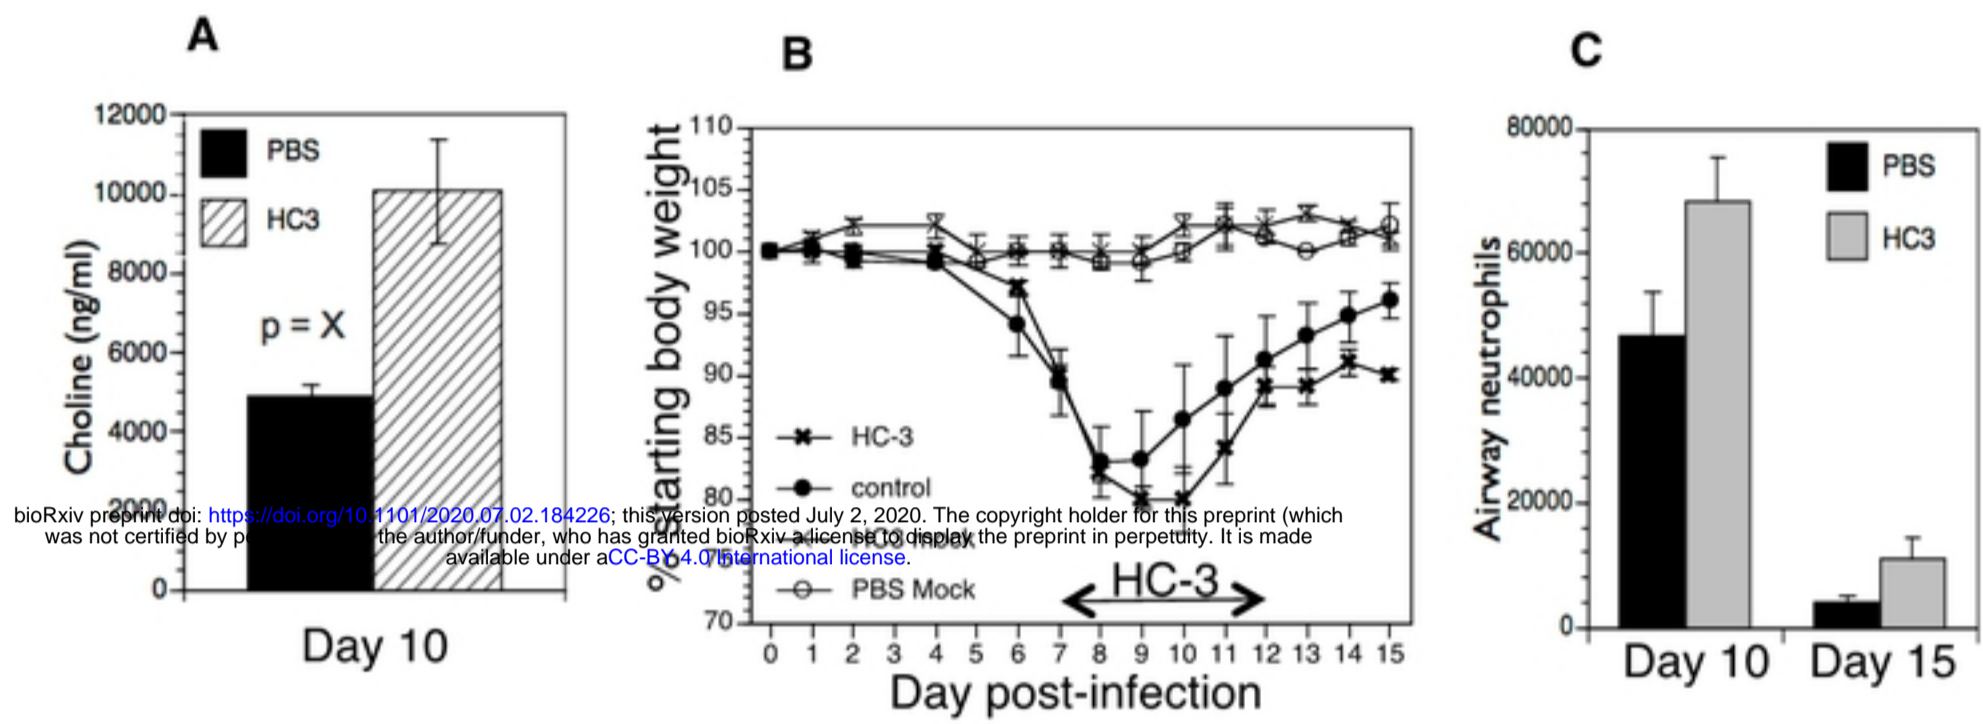 A
B
C
12000
10000
8000
6000
4000
2000
0
Choline (ng/ml)
PBS
HC3
p = X
Day 10
110
105
100
95
90
85
80
75
70
% starting body weight
HC-3
control
HC3 mock
PBS Mock
HC-3
0 1 2 3 4 5 6 7 8 9 10 11 12 13 14 15
Day post-infection
80000
60000
40000
20000
0
Airway neutrophils
PBS
HC3
Day 10 Day 15
bioRxiv preprint doi: https://doi.org/10.1101/2020.07.02.184226; this version posted July 2, 2020. The copyright holder for this preprint (which
was not certified by pe the author/funder, who has granted bioRxiv a license to display the preprint in perpetuity. It is made
available under aCC-BY 4.0 International license.